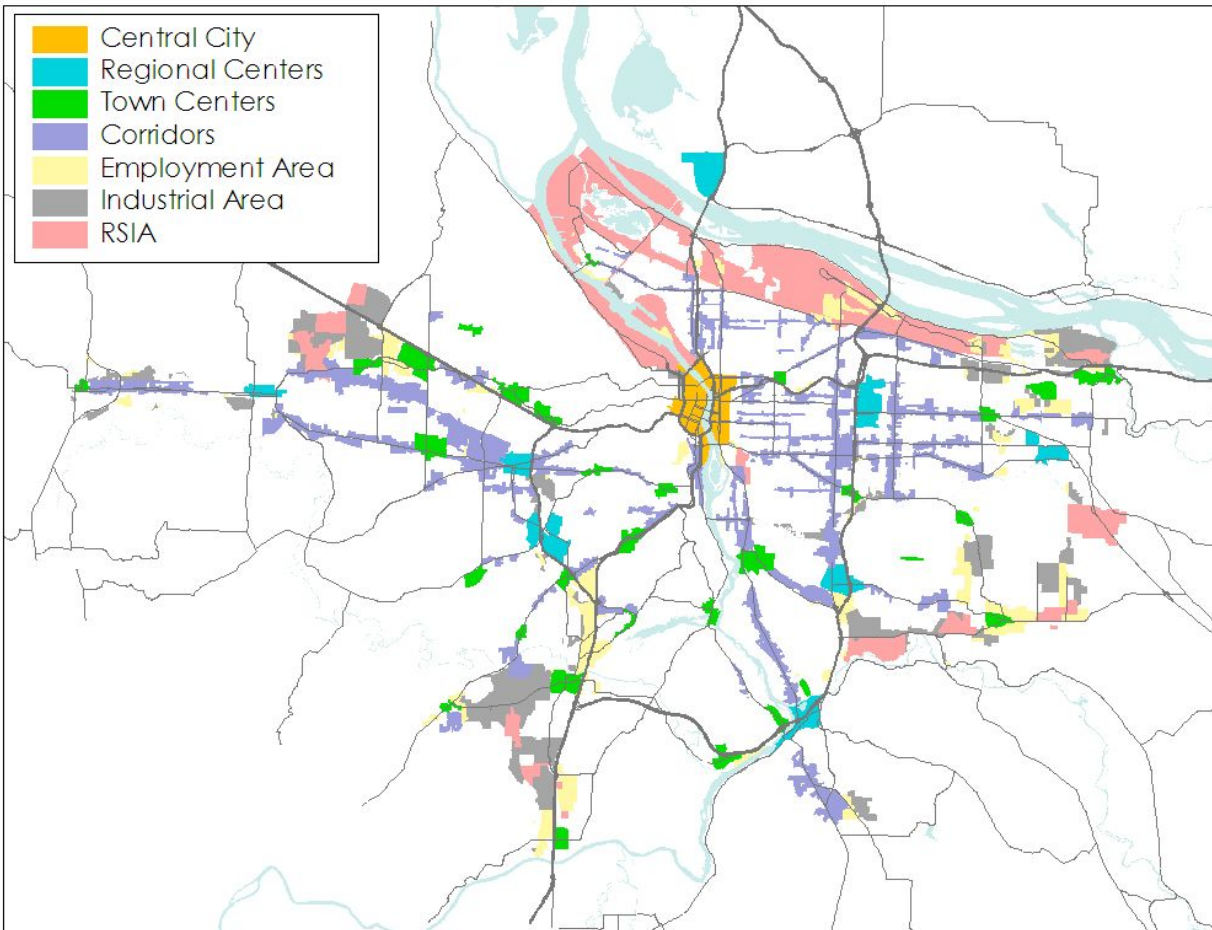 Central City
Regional Centers
Town Centers
Corridors
Employment Area
Industrial Area
RSIA